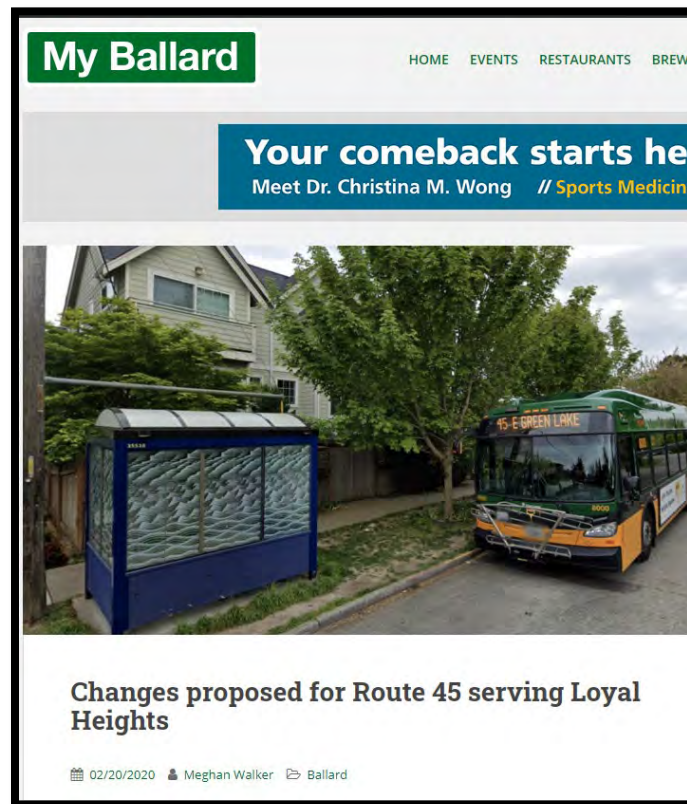 My Ballard
HOME EVENTS RESTAURANTS BREW
Your comeback starts he
Meet Dr. Christina M. Wong // Sports Medicin
45 E GREEN LAKE
Changes proposed for Route 45 serving Loyal
Heights
02/20/2020 Meghan Walker Ballard